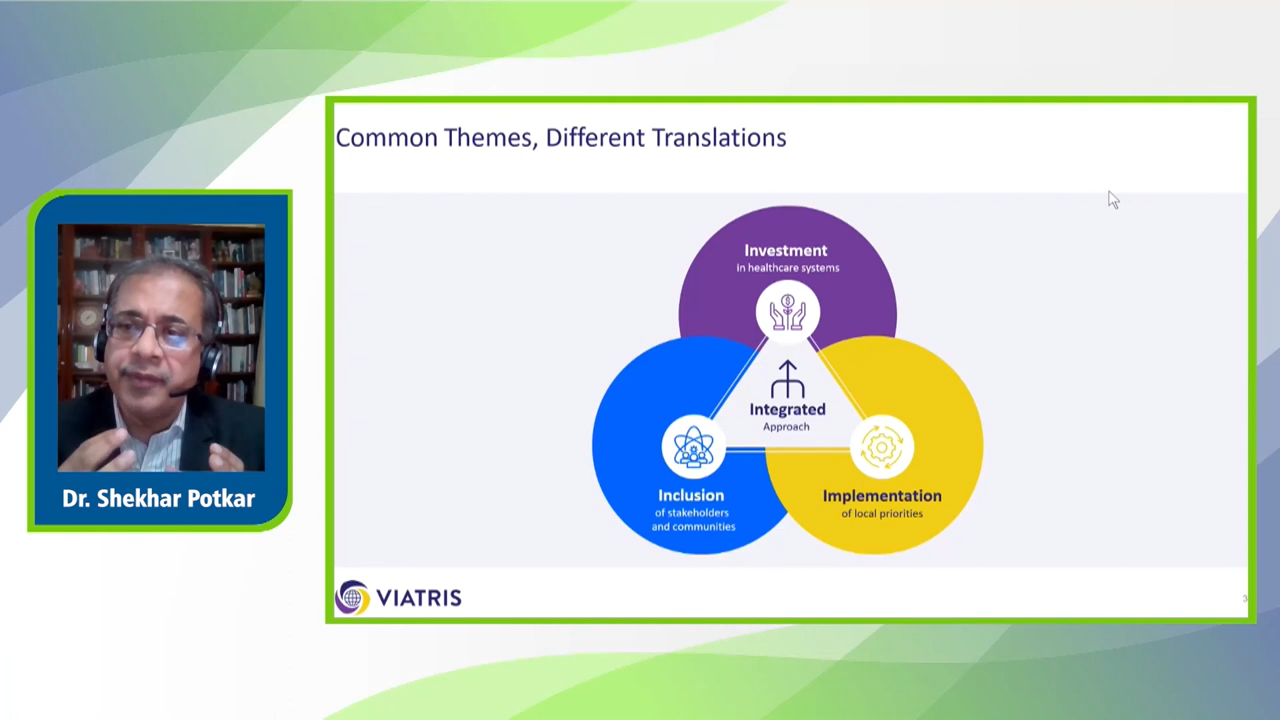 Common Themes, Different Translations
Investment
in healthcare systems
Integrated
Approach
Inclusion
of stakeholders
and communities
Implementation
of local priorities
Dr. Shekhar Potkar
VIATRIS
3